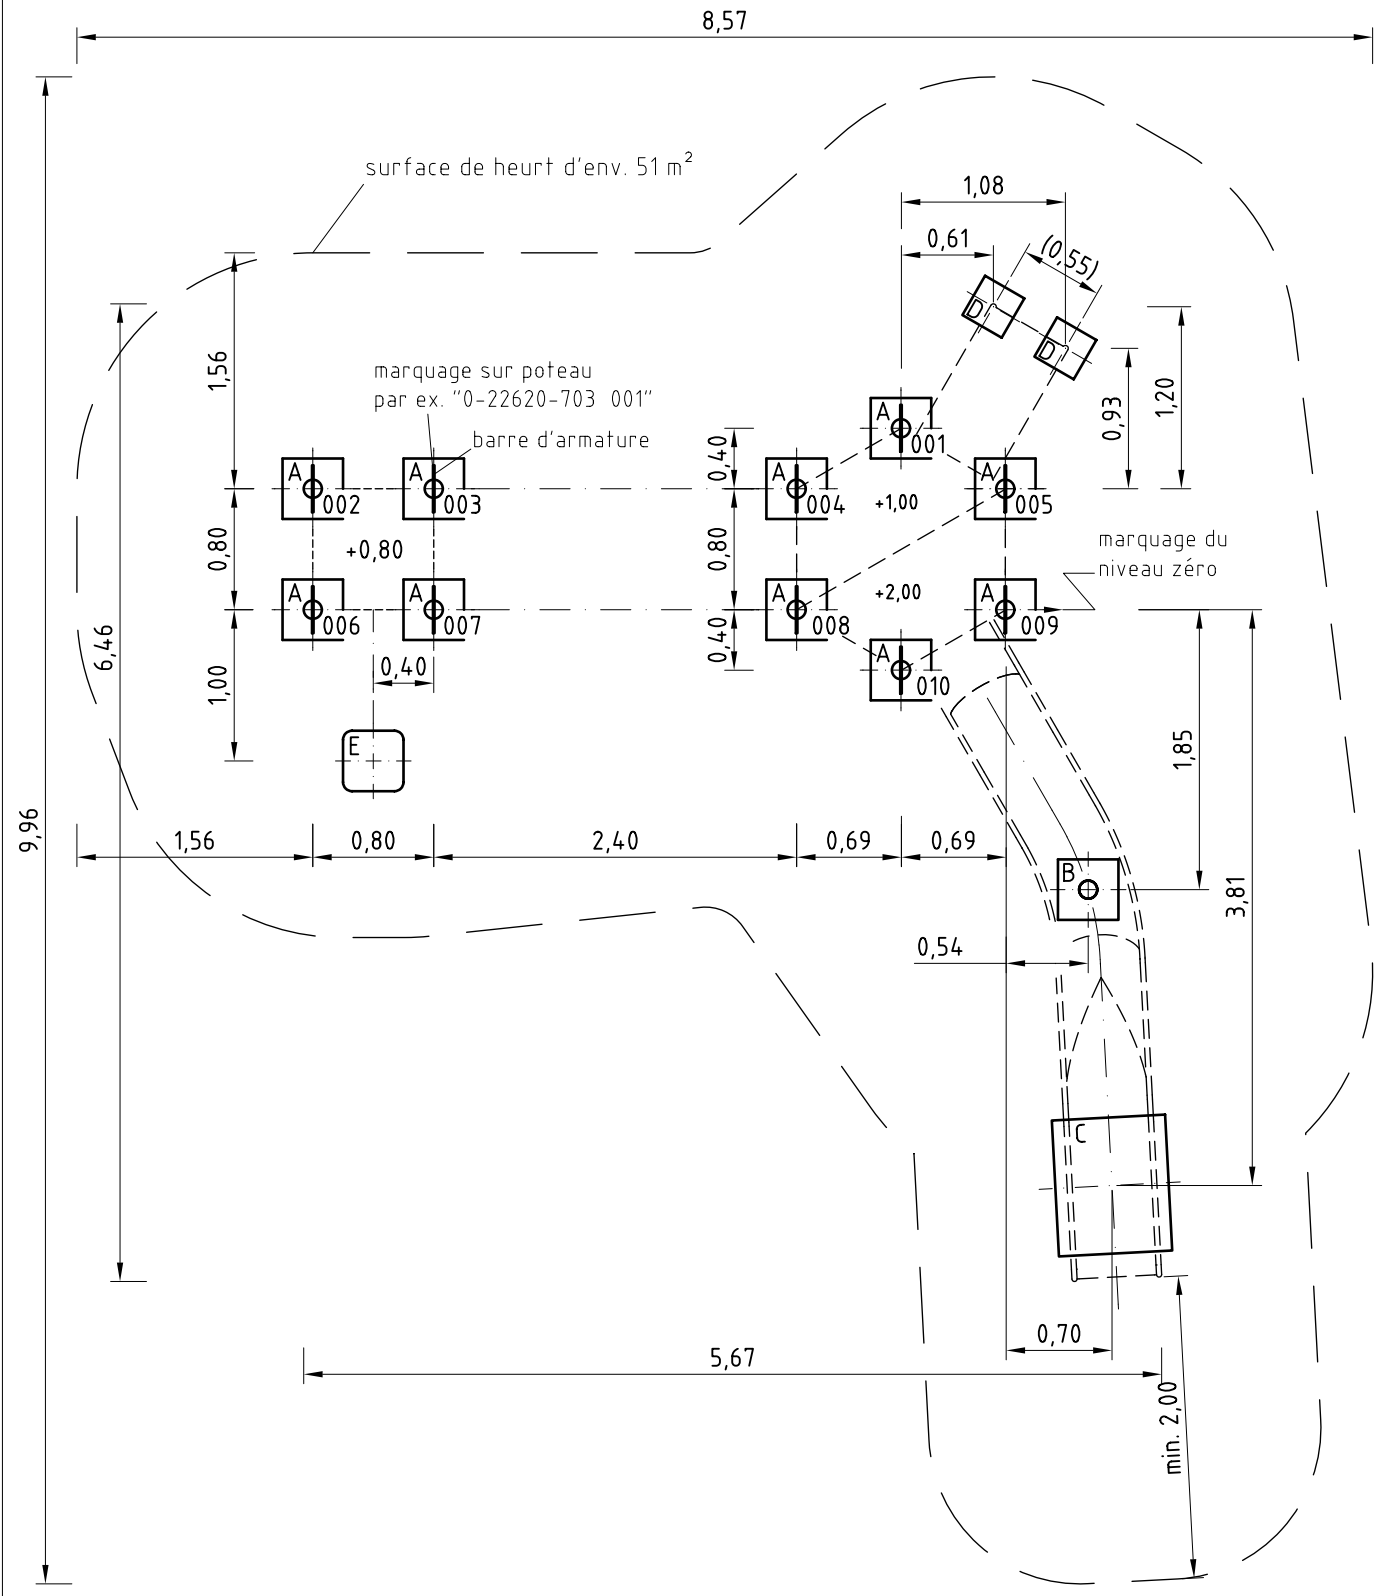 8,57
surface de heurt d'env. 51 m²
1,08
0,61
(0,55)
D
D
1,56
marquage sur poteau
par ex. "0-22620-703 001"
barre d'armature
0,93
1,20
6,46
9,96
0,40
A
001
A
002
A
003
A
004
A
005
+1,00
0,80
+0,80
0,80
+2,00
marquage du
niveau zéro
A
006
A
007
A
008
A
009
0,40
A
010
1,00
0,40
E
1,85
3,81
1,56
0,80
2,40
0,69
0,69
B
0,54
C
0,70
5,67
min. 2,00